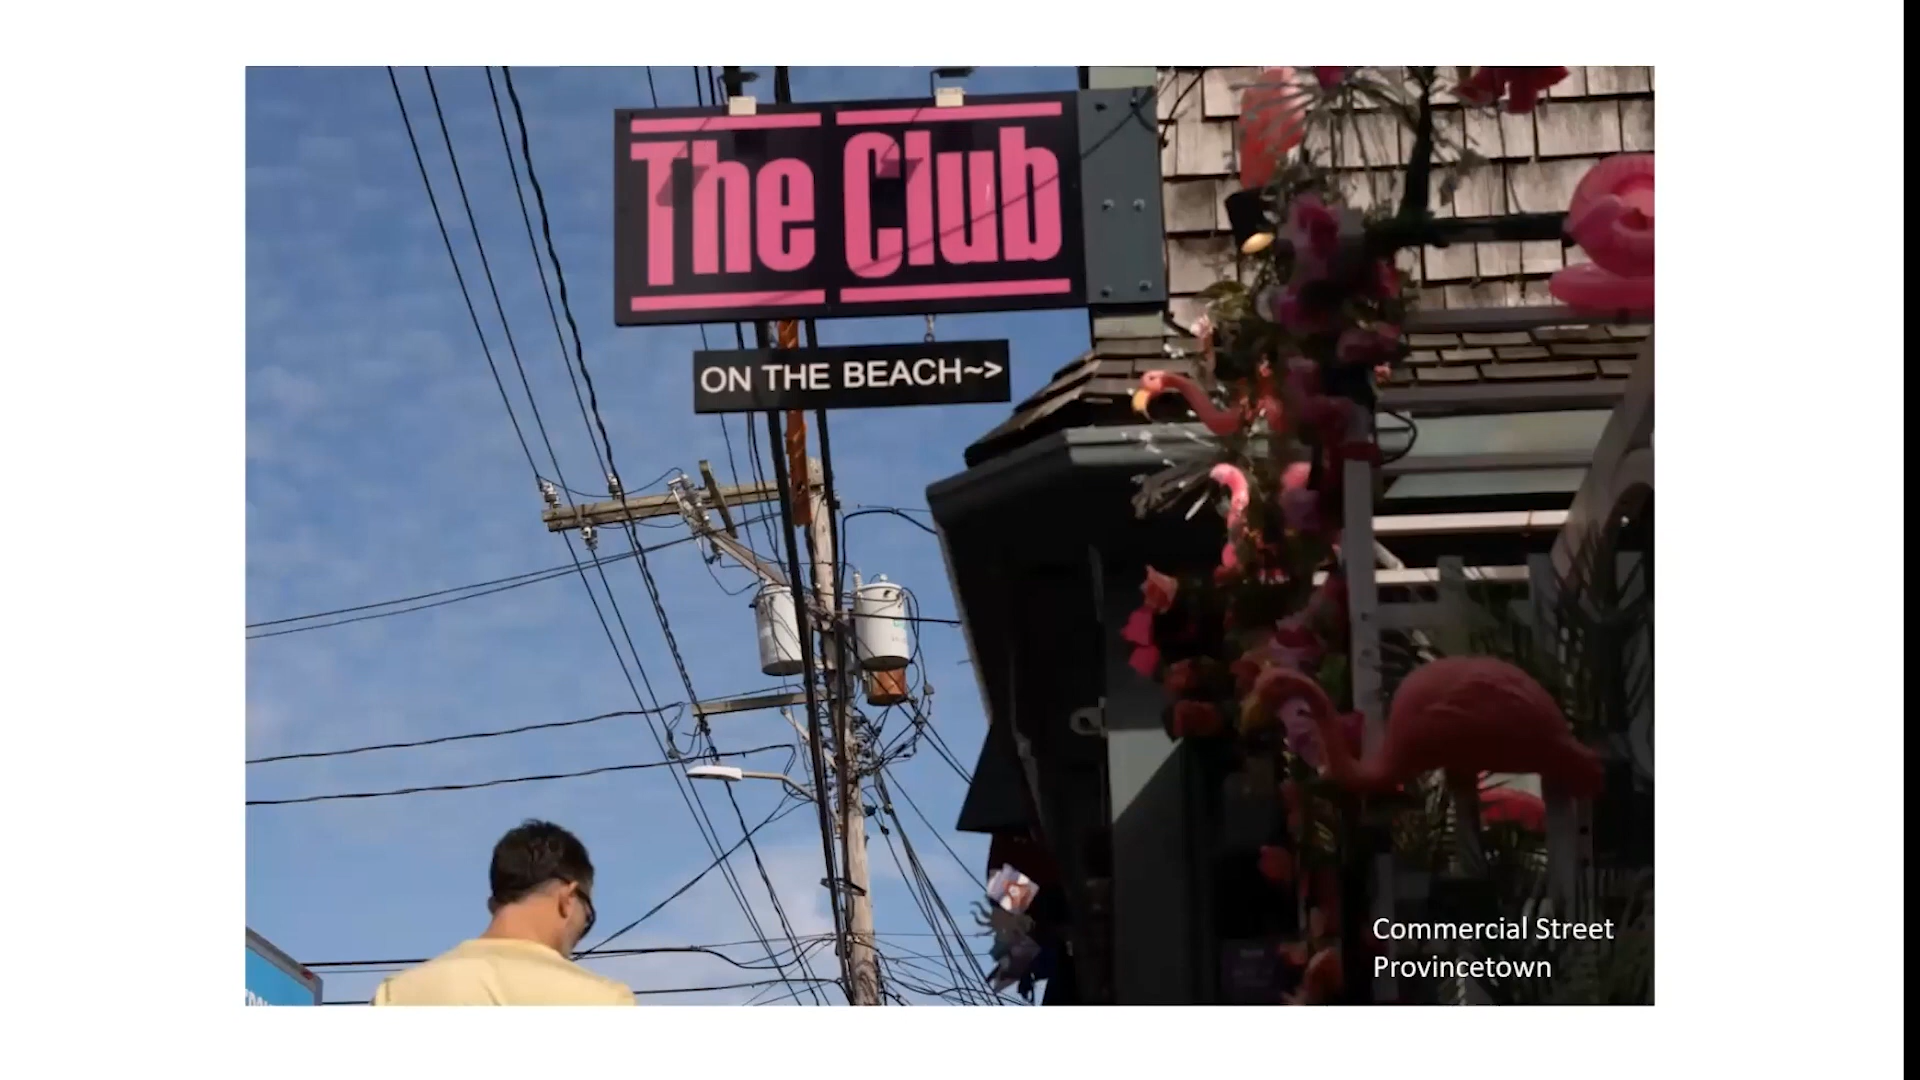 The Club
ON THE BEACH~>
Commercial Street
Provincetown